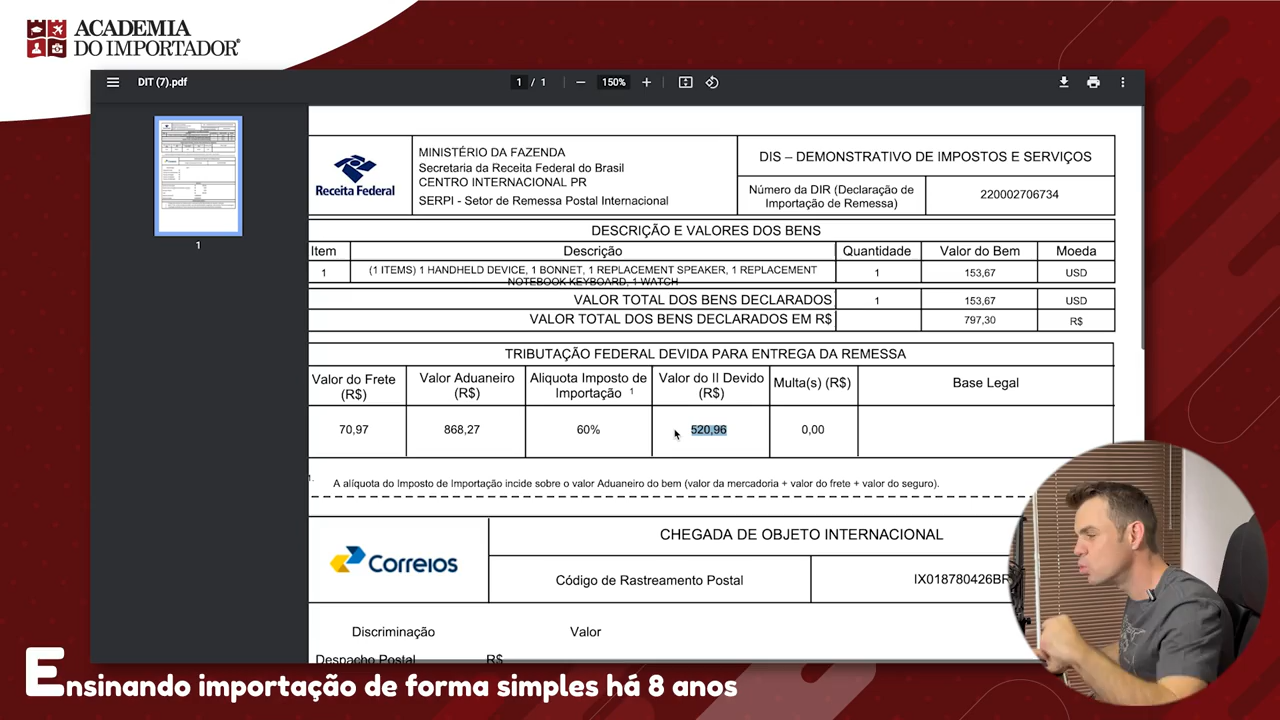 ACADEMIA
DO IMPORTADOR®
DIT (7).pdf
1 / 1
150%
1
Receita Federal
MINISTÉRIO DA FAZENDA
Secretaria da Receita Federal do Brasil
CENTRO INTERNACIONAL PR
SERPI - Setor de Remessa Postal Internacional
DIS – DEMONSTRATIVO DE IMPOSTOS E SERVIÇOS
Número da DIR (Declaração de
Importação de Remessa)
220002706734
DESCRIÇÃO E VALORES DOS BENS
Item Descrição Quantidade Valor do Bem Moeda
1 (1 ITEMS) 1 HANDHELD DEVICE, 1 BONNET, 1 REPLACEMENT SPEAKER, 1 REPLACEMENT 1 153,67 USD
NOTEBOOK KEYBOARD, 1 WATCH
VALOR TOTAL DOS BENS DECLARADOS 1 153,67 USD
VALOR TOTAL DOS BENS DECLARADOS EM R$ 797,30 R$
TRIBUTAÇÃO FEDERAL DEVIDA PARA ENTREGA DA REMESSA
Valor do Frete
(R$)
Valor Aduaneiro
(R$)
Aliquota Imposto de
Importação 1
Valor do II Devido
(R$)
Multa(s) (R$)
Base Legal
70,97 868,27 60% 520,96 0,00
1. A alíquota do Imposto de Importação incide sobre o valor Aduaneiro do bem (valor da mercadoria + valor do frete + valor do seguro).
Correios
CHEGADA DE OBJETO INTERNACIONAL
Código de Rastreamento Postal IX018780426BR
Discriminação Valor
Despacho Postal R$
Ensinando importação de forma simples há 8 anos